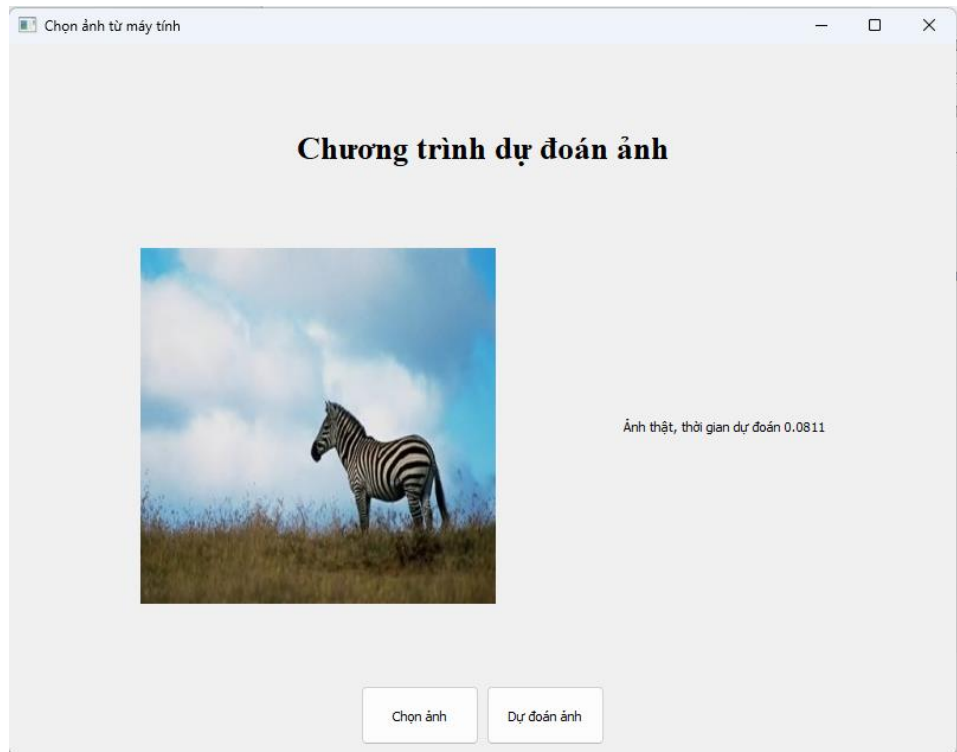 Chọn ảnh từ máy tính
Chương trình dự đoán ảnh
Ảnh thật, thời gian dự đoán 0.0811
Chọn ảnh
Dự đoán ảnh